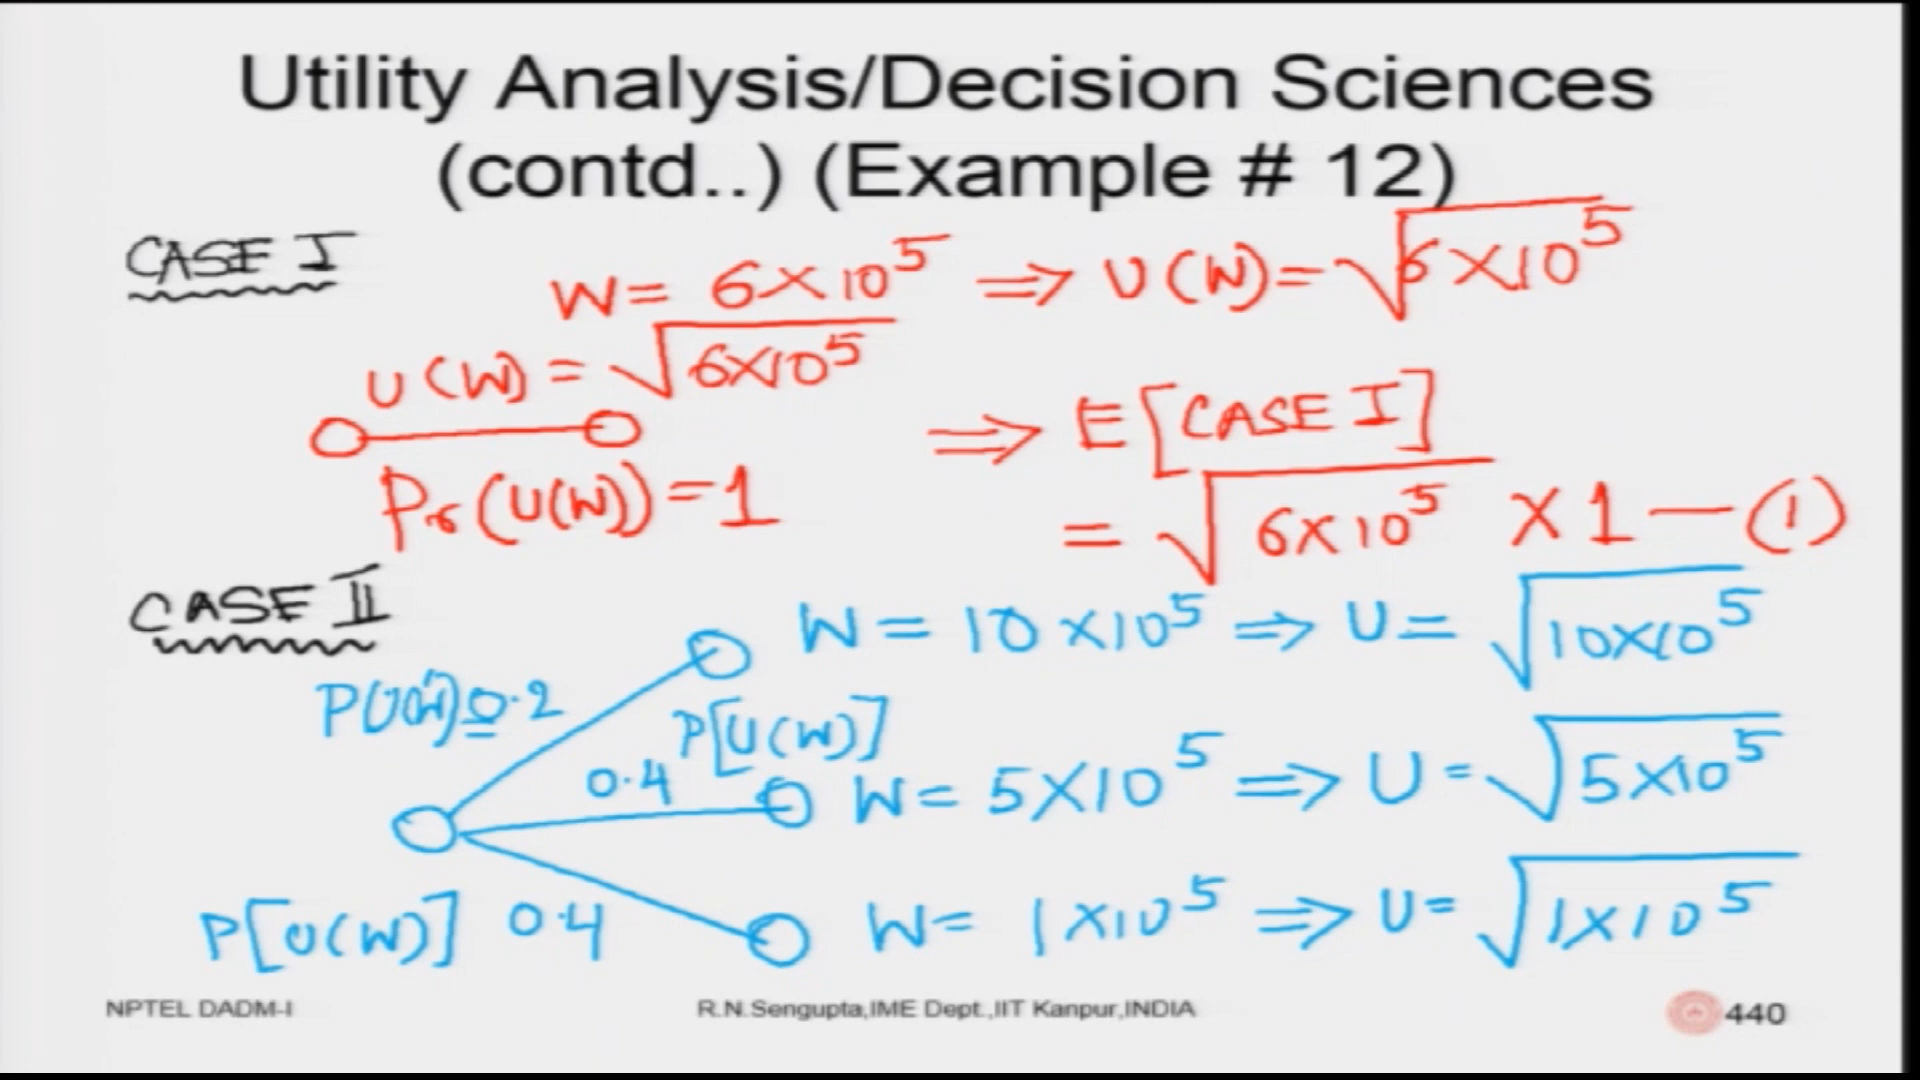 Utility Analysis/Decision Sciences
(contd..) (Example # 12)
CASE I
W = 6×10^5 ⇒ U(W) = √6×10^5
U(W) = √6×10^5
Pr(U(W)) = 1
⇒ E[CASE I]
= √6×10^5 × 1 — (1)
CASE II
W = 10×10^5 ⇒ U = √10×10^5
P(U(W)) 0.2
P[U(W)]
0.4
W = 5×10^5 ⇒ U = √5×10^5
P[U(W)] 0.4
W = 1×10^5 ⇒ U = √1×10^5
NPTEL DADM-I
R.N.Sengupta,IME Dept.,IIT Kanpur,INDIA
440